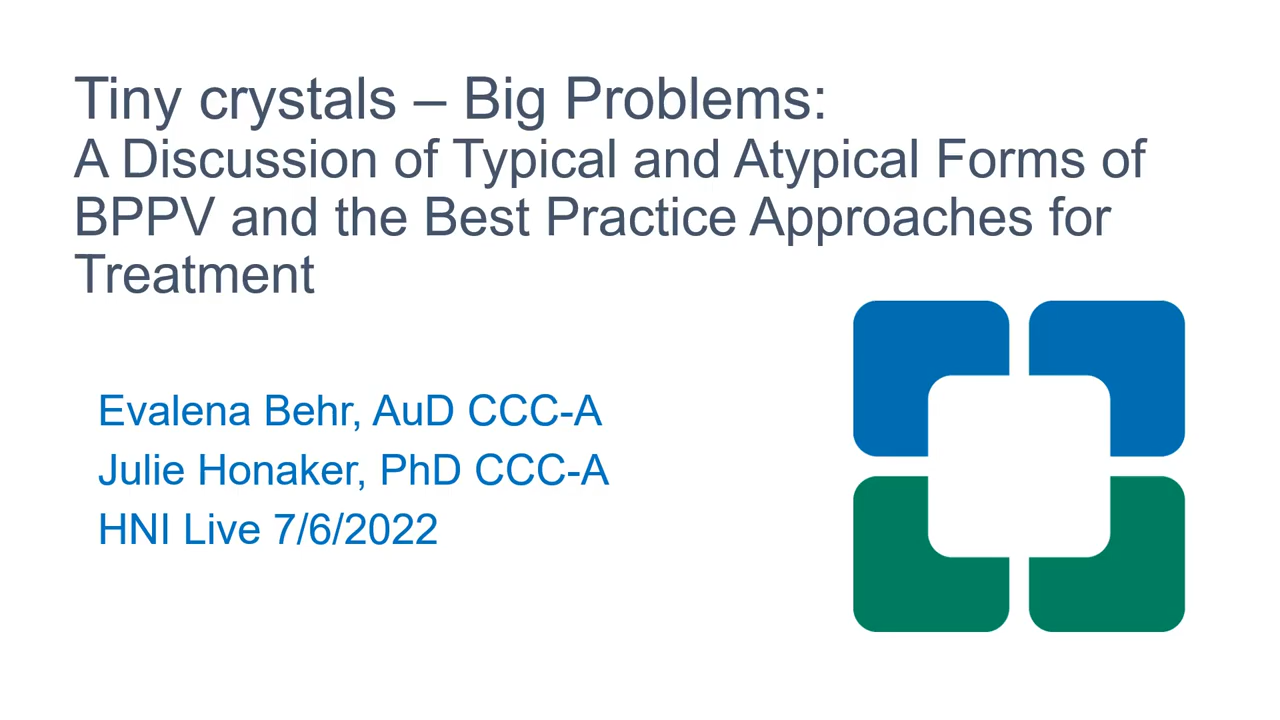 Tiny crystals – Big Problems:
A Discussion of Typical and Atypical Forms of
BPPV and the Best Practice Approaches for
Treatment
Evalena Behr, AuD CCC-A
Julie Honaker, PhD CCC-A
HNI Live 7/6/2022